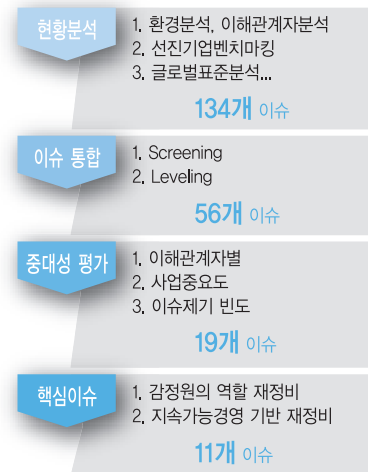 현황분석
1. 환경분석, 이해관계자분석
2. 선진기업벤치마킹
3. 글로벌표준분석...
134개 이슈
이슈 통합
1. Screening
2. Leveling
56개 이슈
중대성 평가
1. 이해관계자별
2. 사업중요도
3. 이슈제기 빈도
19개 이슈
핵심이슈
1. 감정원의 역할 재정비
2. 지속가능경영 기반 재정비
11개 이슈